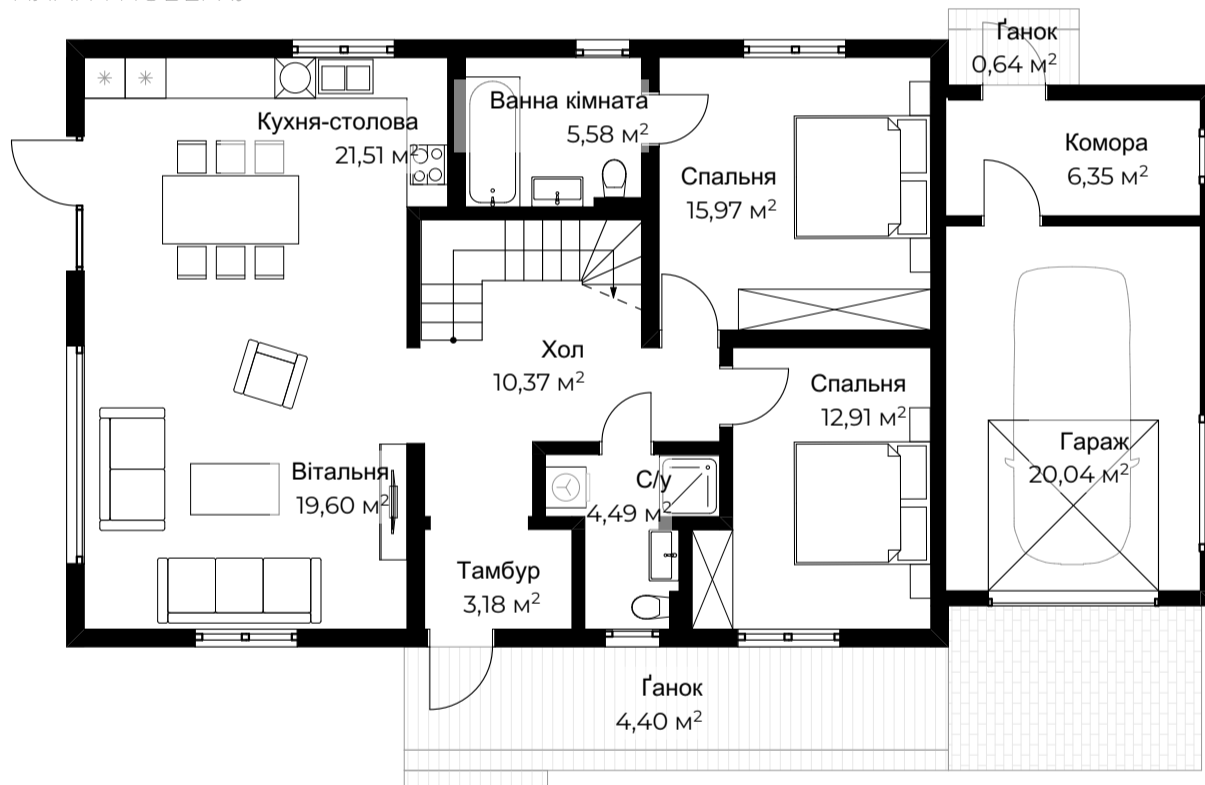 Ґанок
0,64 м²
Ванна кімната
5,58 м²
Кухня-столова
21,51 м²
Комора
6,35 м²
Спальня
15,97 м²
Хол
10,37 м²
Спальня
12,91 м²
Гараж
20,04 м²
Вітальня
19,60 м²
С/у
4,49 м²
Тамбур
3,18 м²
Ґанок
4,40 м²